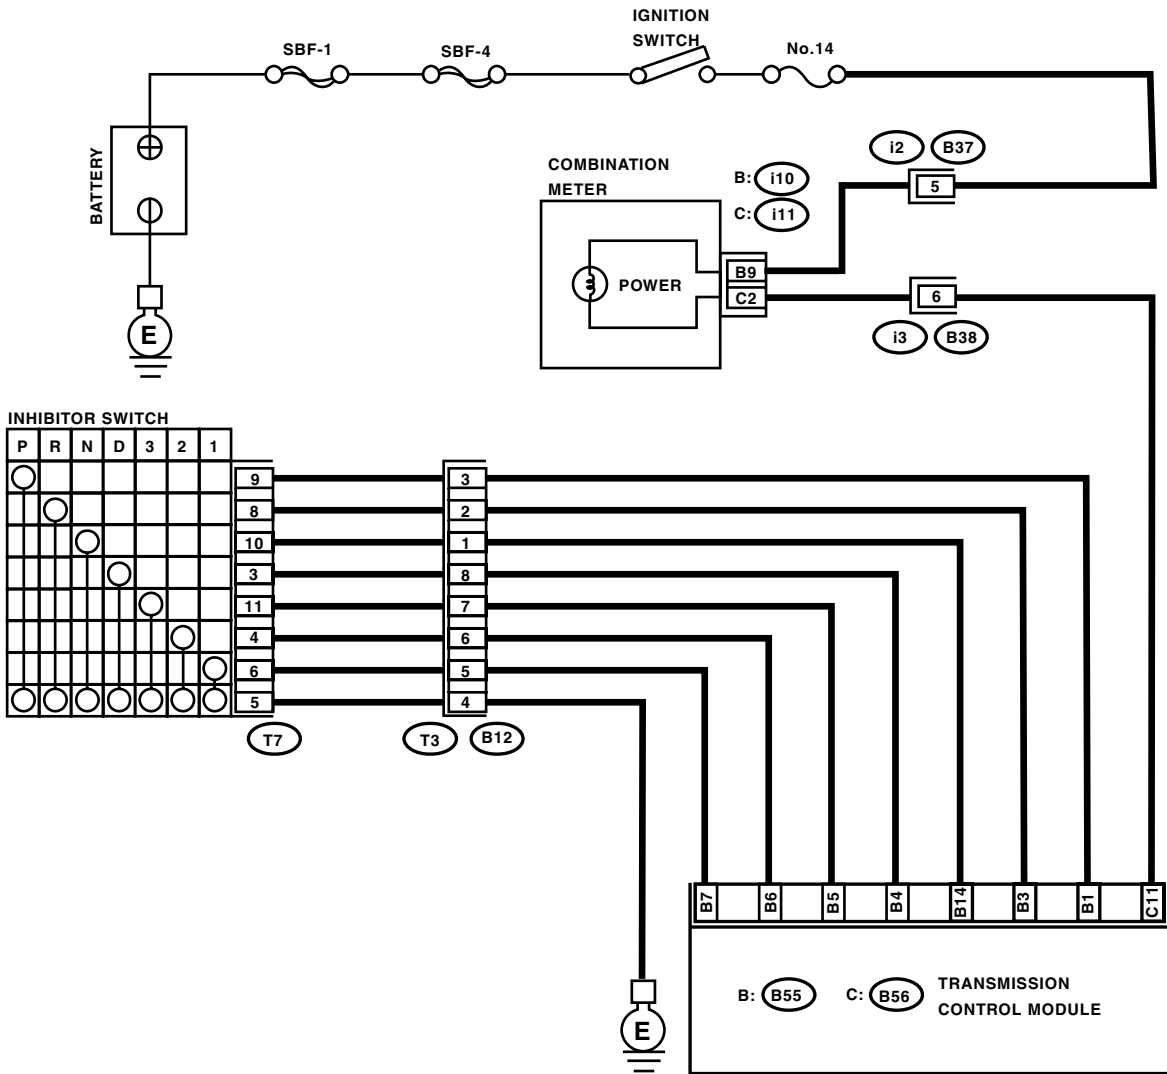 IGNITION
SWITCH
SBF-1
SBF-4
No.14
BATTERY
COMBINATION
METER
B: i10
C: i11
i2 B37
5
POWER
B9
C2
6
i3 B38
E
INHIBITOR SWITCH
P R N D 3 2 1
9 3
8 2
10 1
3 8
11 7
4 6
6 5
5 4
T7 T3 B12
B7 B6 B5 B4 B14 B3 B1 C11
B: B55 C: B56
TRANSMISSION
CONTROL MODULE
E